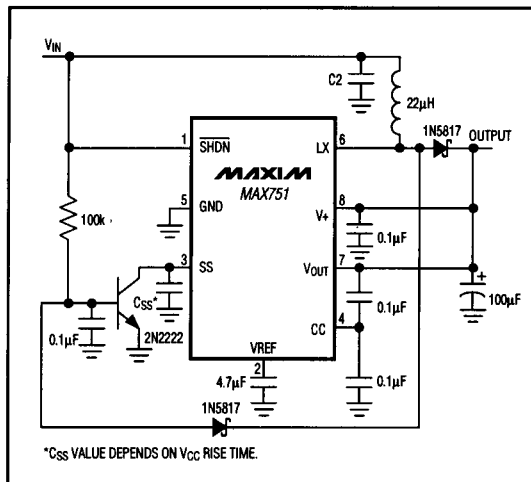 VIN
C2
22µH
1N5817
OUTPUT
1
SHDN
LX
6
MAXIM
MAX751
5
GND
V+
8
0.1µF
100k
3
SS
VOUT
7
CSS*
0.1µF
100µF
+
2N2222
0.1µF
CC
4
VREF
2
4.7µF
0.1µF
1N5817
*CSS VALUE DEPENDS ON VCC RISE TIME.